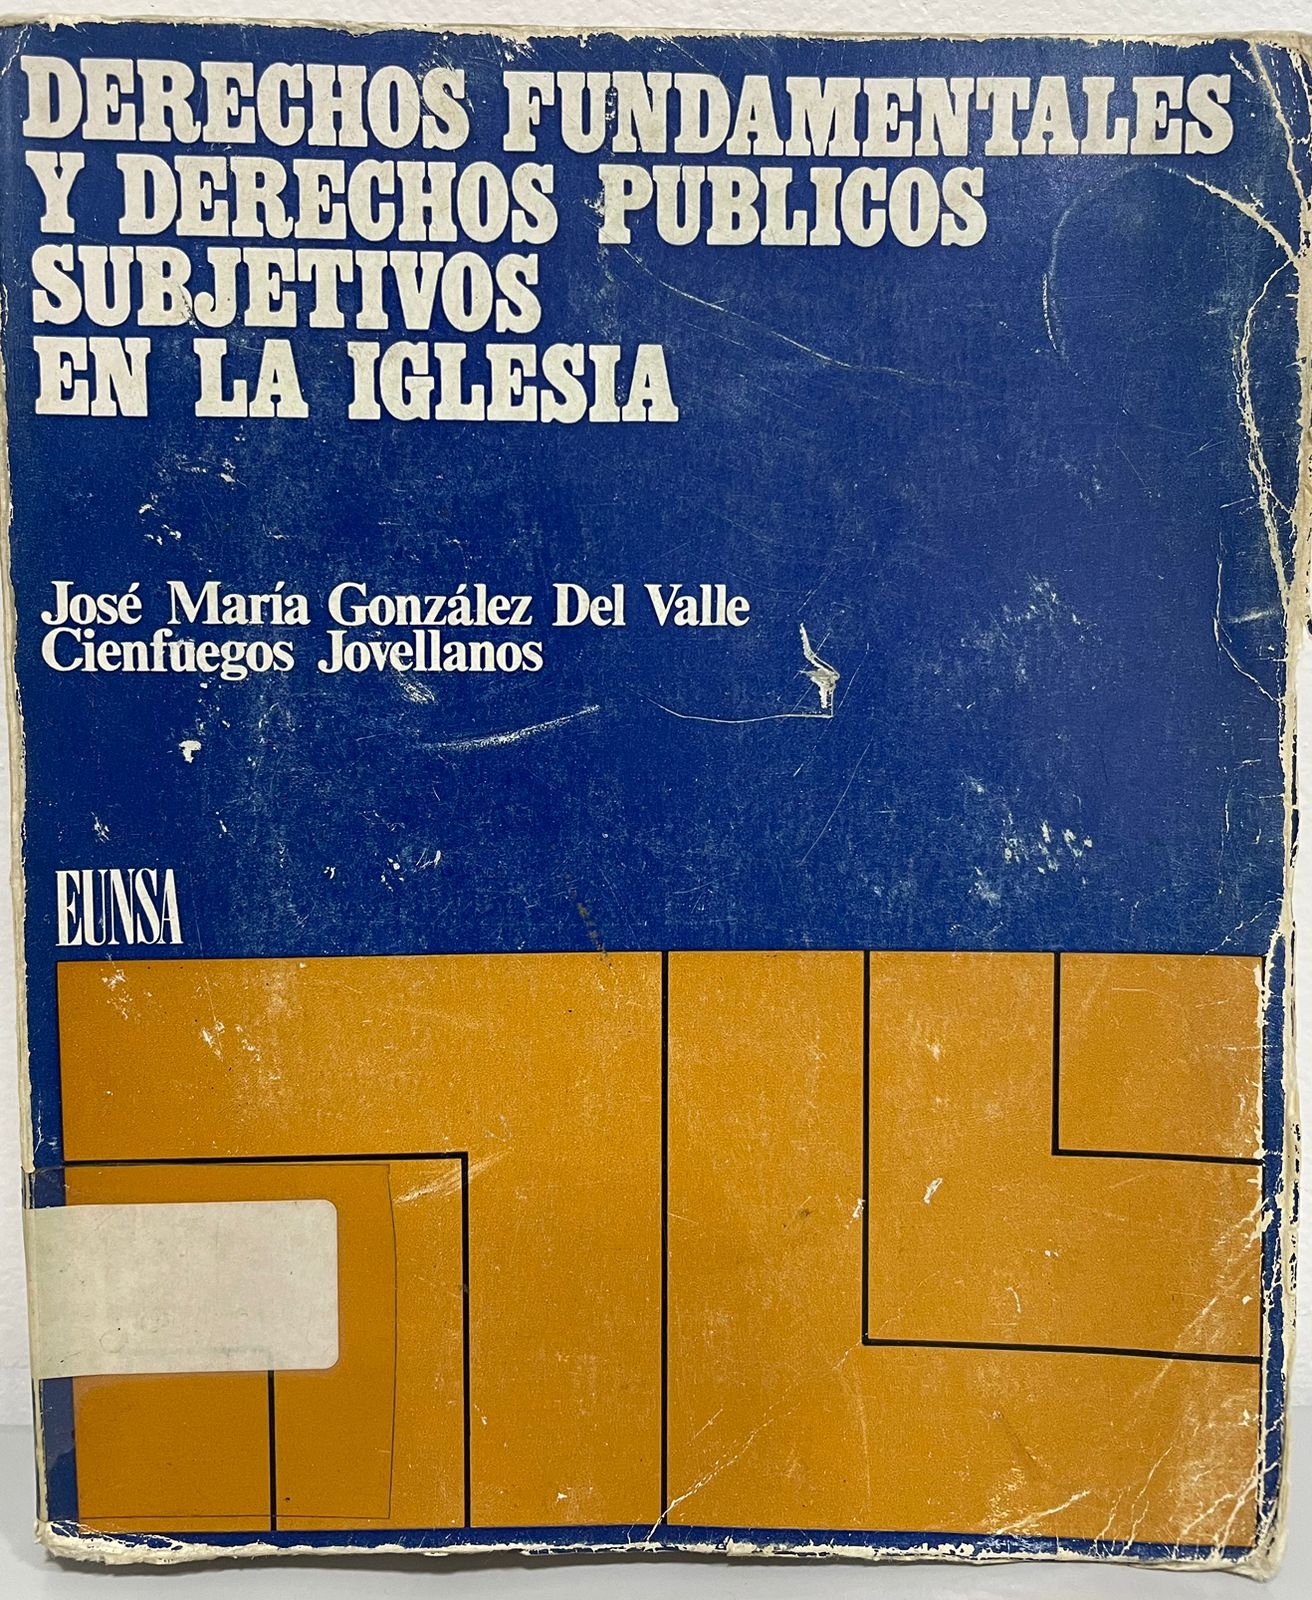 DERECHOS FUNDAMENTALES
Y DERECHOS PUBLICOS
SUBJETIVOS
EN LA IGLESIA
José María González Del Valle
Cienfuegos Jovellanos
EUNSA